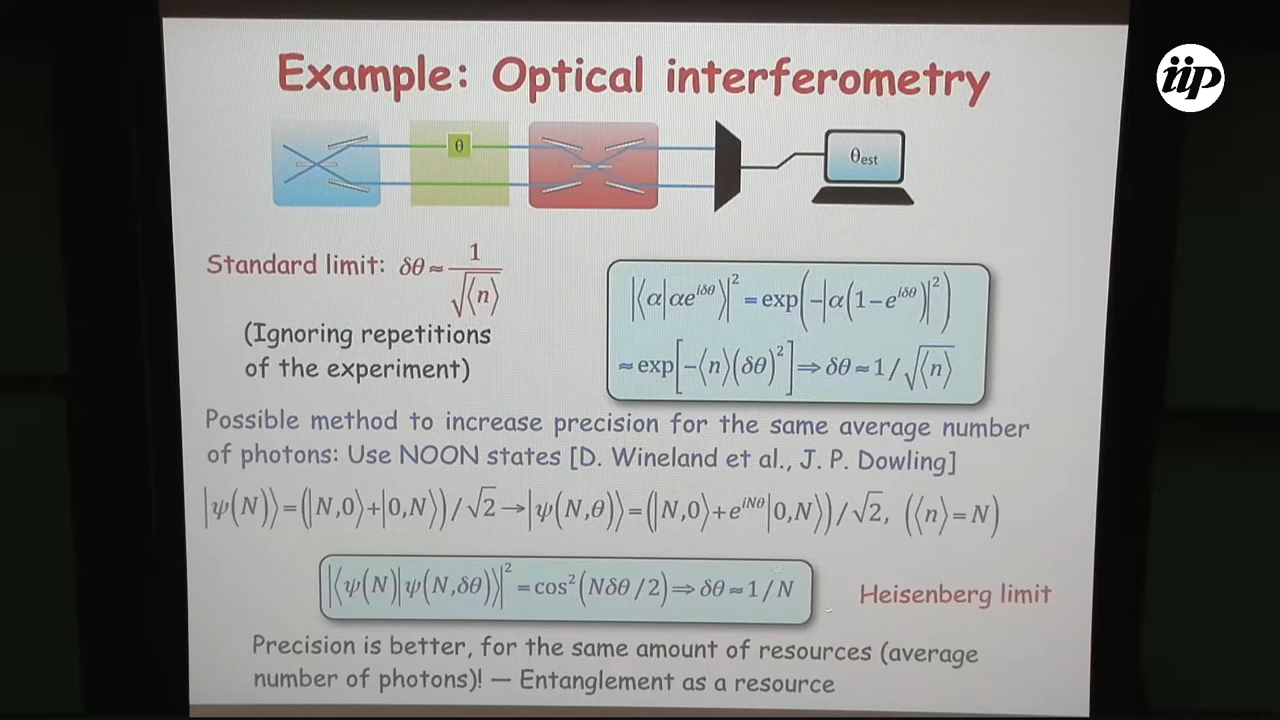 Example: Optical interferometry
iip
θ
θest
Standard limit: δθ ≈ 1/√⟨n⟩
(Ignoring repetitions
of the experiment)
|⟨α|αe^{iδθ}⟩|² = exp(−|α(1−e^{iδθ})|²)
≈ exp[−⟨n⟩(δθ)²] ⇒ δθ ≈ 1/√⟨n⟩
Possible method to increase precision for the same average number
of photons: Use NOON states [D. Wineland et al., J. P. Dowling]
|ψ(N)⟩ = (|N,0⟩+|0,N⟩)/√2 → |ψ(N,θ)⟩ = (|N,0⟩+e^{iNθ}|0,N⟩)/√2, (⟨n⟩=N)
|⟨ψ(N)|ψ(N,δθ)⟩|² = cos²(Nδθ/2) ⇒ δθ ≈ 1/N
Heisenberg limit
Precision is better, for the same amount of resources (average
number of photons)! — Entanglement as a resource